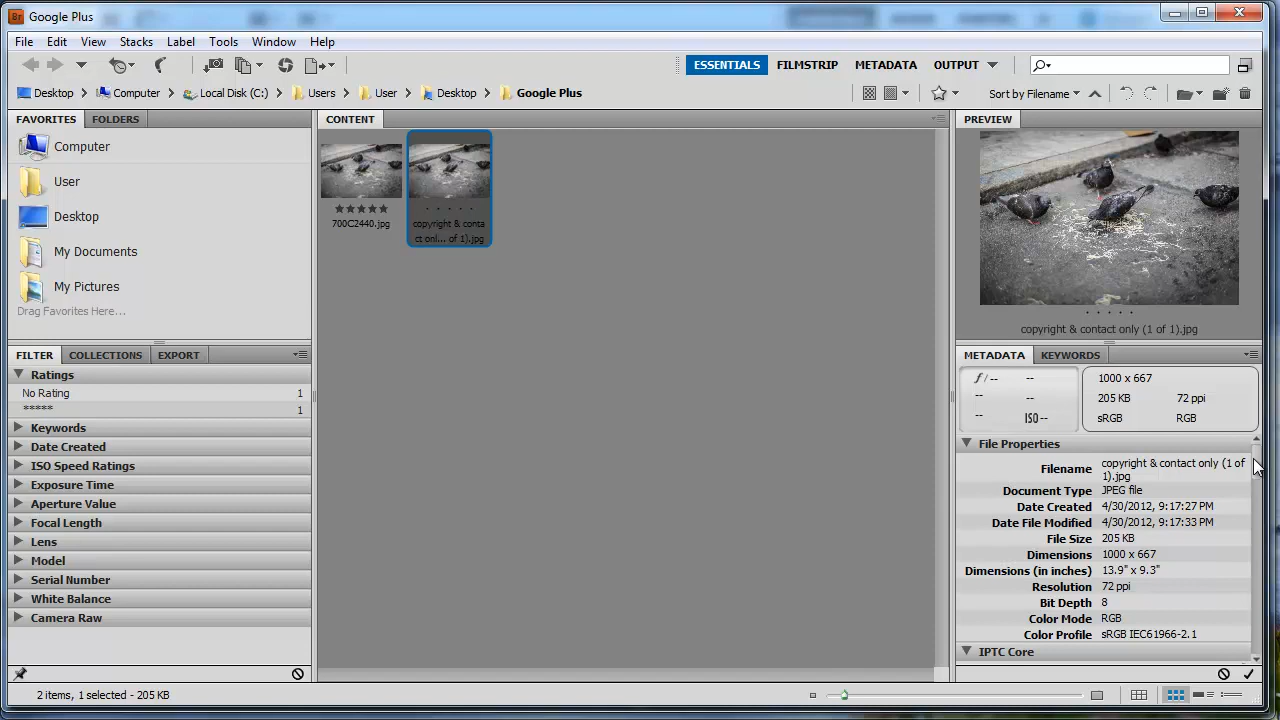 Br Google Plus
File Edit View Stacks Label Tools Window Help
ESSENTIALS FILMSTRIP METADATA OUTPUT
Desktop Computer Local Disk (C:) Users User Desktop Google Plus Sort by Filename
FAVORITES FOLDERS
Computer
User
Desktop
My Documents
My Pictures
Drag Favorites Here...
FILTER COLLECTIONS EXPORT
Ratings
No Rating 1
***** 1
Keywords
Date Created
ISO Speed Ratings
Exposure Time
Aperture Value
Focal Length
Lens
Model
Serial Number
White Balance
Camera Raw
CONTENT
700C2440.jpg
copyright & conta
ct onl... of 1).jpg
PREVIEW
copyright & contact only (1 of 1).jpg
METADATA KEYWORDS
f/-- --
-- --
-- ISO --
1000 x 667
205 KB 72 ppi
sRGB RGB
File Properties
Filename copyright & contact only (1 of
1).jpg
Document Type JPEG file
Date Created 4/30/2012, 9:17:27 PM
Date File Modified 4/30/2012, 9:17:33 PM
File Size 205 KB
Dimensions 1000 x 667
Dimensions (in inches) 13.9" x 9.3"
Resolution 72 ppi
Bit Depth 8
Color Mode RGB
Color Profile sRGB IEC61966-2.1
IPTC Core
2 items, 1 selected - 205 KB